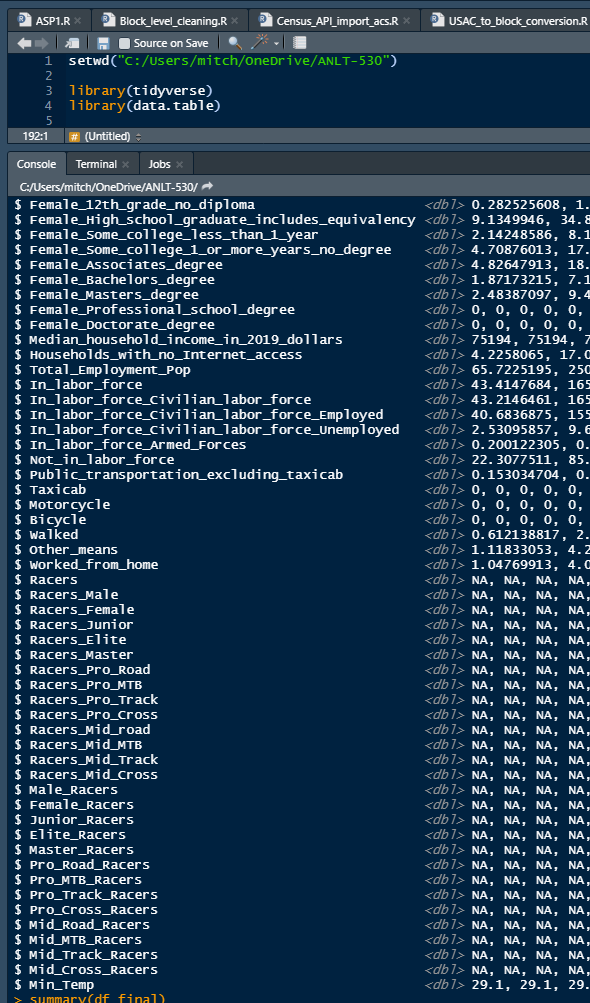 ASP1.R × Block_level_cleaning.R × Census_API_import_acs.R × USAC_to_block_conversion.R
Source on Save
1 setwd("C:/Users/mitch/OneDrive/ANLT-530")
2
3 library(tidyverse)
4 library(data.table)
5
192:1 # (Untitled)
Console Terminal × Jobs ×
C:/Users/mitch/OneDrive/ANLT-530/
$ Female_12th_grade_no_diploma <dbl> 0.282525608, 1.
$ Female_High_school_graduate_includes_equivalency <dbl> 9.1349946, 34.8
$ Female_Some_college_less_than_1_year <dbl> 2.14248586, 8.1
$ Female_Some_college_1_or_more_years_no_degree <dbl> 4.70876013, 17.
$ Female_Associates_degree <dbl> 4.82647913, 18.
$ Female_Bachelors_degree <dbl> 1.87173215, 7.1
$ Female_Masters_degree <dbl> 2.48387097, 9.4
$ Female_Professional_school_degree <dbl> 0, 0, 0, 0, 0,
$ Female_Doctorate_degree <dbl> 0, 0, 0, 0, 0,
$ Median_household_income_in_2019_dollars <dbl> 75194, 75194, 7
$ Households_with_no_Internet_access <dbl> 4.2258065, 17.0
$ Total_Employment_Pop <dbl> 65.7225195, 250
$ In_labor_force <dbl> 43.4147684, 165
$ In_labor_force_Civilian_labor_force <dbl> 43.2146461, 165
$ In_labor_force_Civilian_labor_force_Employed <dbl> 40.6836875, 155
$ In_labor_force_Civilian_labor_force_Unemployed <dbl> 2.53095857, 9.6
$ In_labor_force_Armed_Forces <dbl> 0.200122305, 0.
$ Not_in_labor_force <dbl> 22.3077511, 85.
$ Public_transportation_excluding_taxicab <dbl> 0.153034704, 0.
$ Taxicab <dbl> 0, 0, 0, 0, 0,
$ Motorcycle <dbl> 0, 0, 0, 0, 0,
$ Bicycle <dbl> 0, 0, 0, 0, 0,
$ Walked <dbl> 0.612138817, 2.
$ Other_means <dbl> 1.11833053, 4.2
$ Worked_from_home <dbl> 1.04769913, 4.0
$ Racers <dbl> NA, NA, NA, NA,
$ Racers_Male <dbl> NA, NA, NA, NA,
$ Racers_Female <dbl> NA, NA, NA, NA,
$ Racers_Junior <dbl> NA, NA, NA, NA,
$ Racers_Elite <dbl> NA, NA, NA, NA,
$ Racers_Master <dbl> NA, NA, NA, NA,
$ Racers_Pro_Road <dbl> NA, NA, NA, NA,
$ Racers_Pro_MTB <dbl> NA, NA, NA, NA,
$ Racers_Pro_Track <dbl> NA, NA, NA, NA,
$ Racers_Pro_Cross <dbl> NA, NA, NA, NA,
$ Racers_Mid_road <dbl> NA, NA, NA, NA,
$ Racers_Mid_MTB <dbl> NA, NA, NA, NA,
$ Racers_Mid_Track <dbl> NA, NA, NA, NA,
$ Racers_Mid_Cross <dbl> NA, NA, NA, NA,
$ Male_Racers <dbl> NA, NA, NA, NA,
$ Female_Racers <dbl> NA, NA, NA, NA,
$ Junior_Racers <dbl> NA, NA, NA, NA,
$ Elite_Racers <dbl> NA, NA, NA, NA,
$ Master_Racers <dbl> NA, NA, NA, NA,
$ Pro_Road_Racers <dbl> NA, NA, NA, NA,
$ Pro_MTB_Racers <dbl> NA, NA, NA, NA,
$ Pro_Track_Racers <dbl> NA, NA, NA, NA,
$ Pro_Cross_Racers <dbl> NA, NA, NA, NA,
$ Mid_Road_Racers <dbl> NA, NA, NA, NA,
$ Mid_MTB_Racers <dbl> NA, NA, NA, NA,
$ Mid_Track_Racers <dbl> NA, NA, NA, NA,
$ Mid_Cross_Racers <dbl> NA, NA, NA, NA,
$ Min_Temp <dbl> 29.1, 29.1, 29.
> summary(df_final)